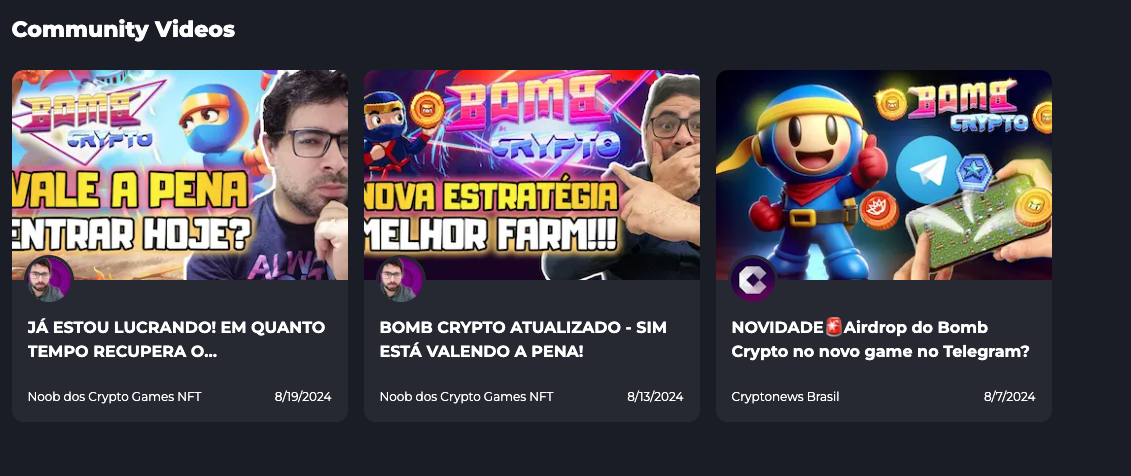 Community Videos
BOMB
CRYPTO
VALE A PENA
ENTRAR HOJE?
BOMB
CRYPTO
NOVA ESTRATÉGIA
MELHOR FARM!!!
BOMB
CRYPTO
JÁ ESTOU LUCRANDO! EM QUANTO
TEMPO RECUPERA O...
Noob dos Crypto Games NFT 8/19/2024
BOMB CRYPTO ATUALIZADO - SIM
ESTÁ VALENDO A PENA!
Noob dos Crypto Games NFT 8/13/2024
NOVIDADE🚨Airdrop do Bomb
Crypto no novo game no Telegram?
Cryptonews Brasil 8/7/2024